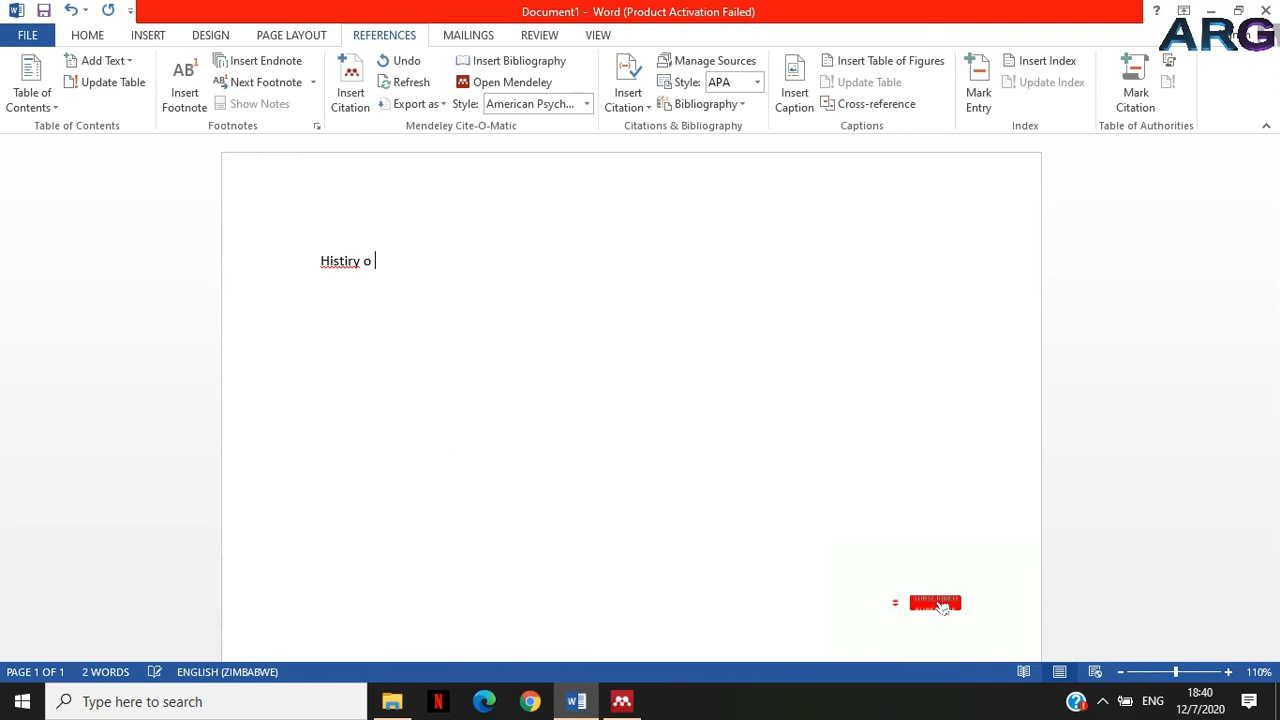 Document1 - Word (Product Activation Failed)
ARG
FILE HOME INSERT DESIGN PAGE LAYOUT REFERENCES MAILINGS REVIEW VIEW
Table of Contents
Add Text
Update Table
Table of Contents
AB1 Insert Footnote
Insert Endnote
AB1 Next Footnote
Show Notes
Footnotes
Insert Citation
Undo
Refresh
Export as
Insert Bibliography
Open Mendeley
Style: American Psych...
Mendeley Cite-O-Matic
Insert Citation
Manage Sources
Style: APA
Bibliography
Citations & Bibliography
Insert Caption
Insert Table of Figures
Update Table
Cross-reference
Captions
Mark Entry
Insert Index
Update Index
Index
Mark Citation
Table of Authorities
Histiry o
PAGE 1 OF 1 2 WORDS ENGLISH (ZIMBABWE) 110%
Type here to search
ENG
18:40
12/7/2020